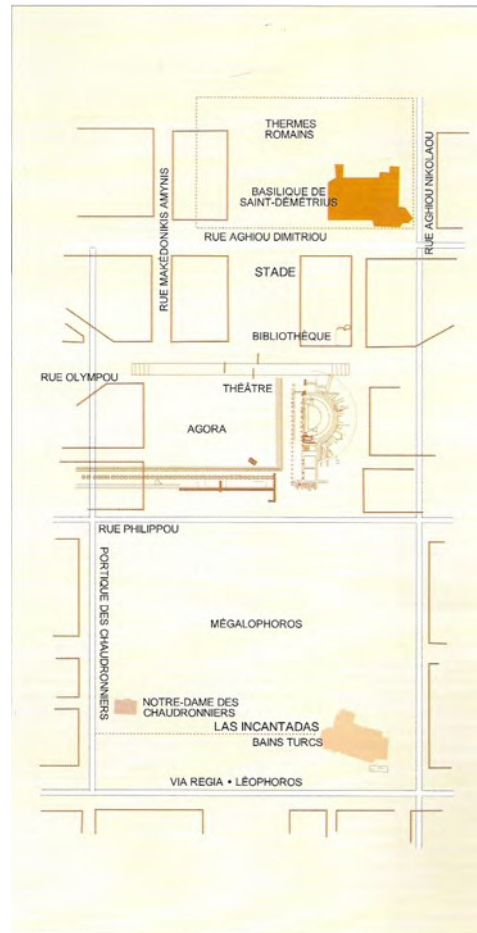 THERMES
ROMAINS
RUE MAKÉDONIKIS AMYNIS
RUE AGHIOU NIKOLAOU
BASILIQUE DE
SAINT-DÉMÉTRIUS
RUE AGHIOU DIMITRIOU
STADE
BIBLIOTHÈQUE
RUE OLYMPOU
THÉÂTRE
AGORA
RUE PHILIPPOU
PORTIQUE DES CHAUDRONNIERS
MÉGALOPHOROS
NOTRE-DAME DES
CHAUDRONNIERS
LAS INCANTADAS
BAINS TURCS
VIA REGIA • LÉOPHOROS